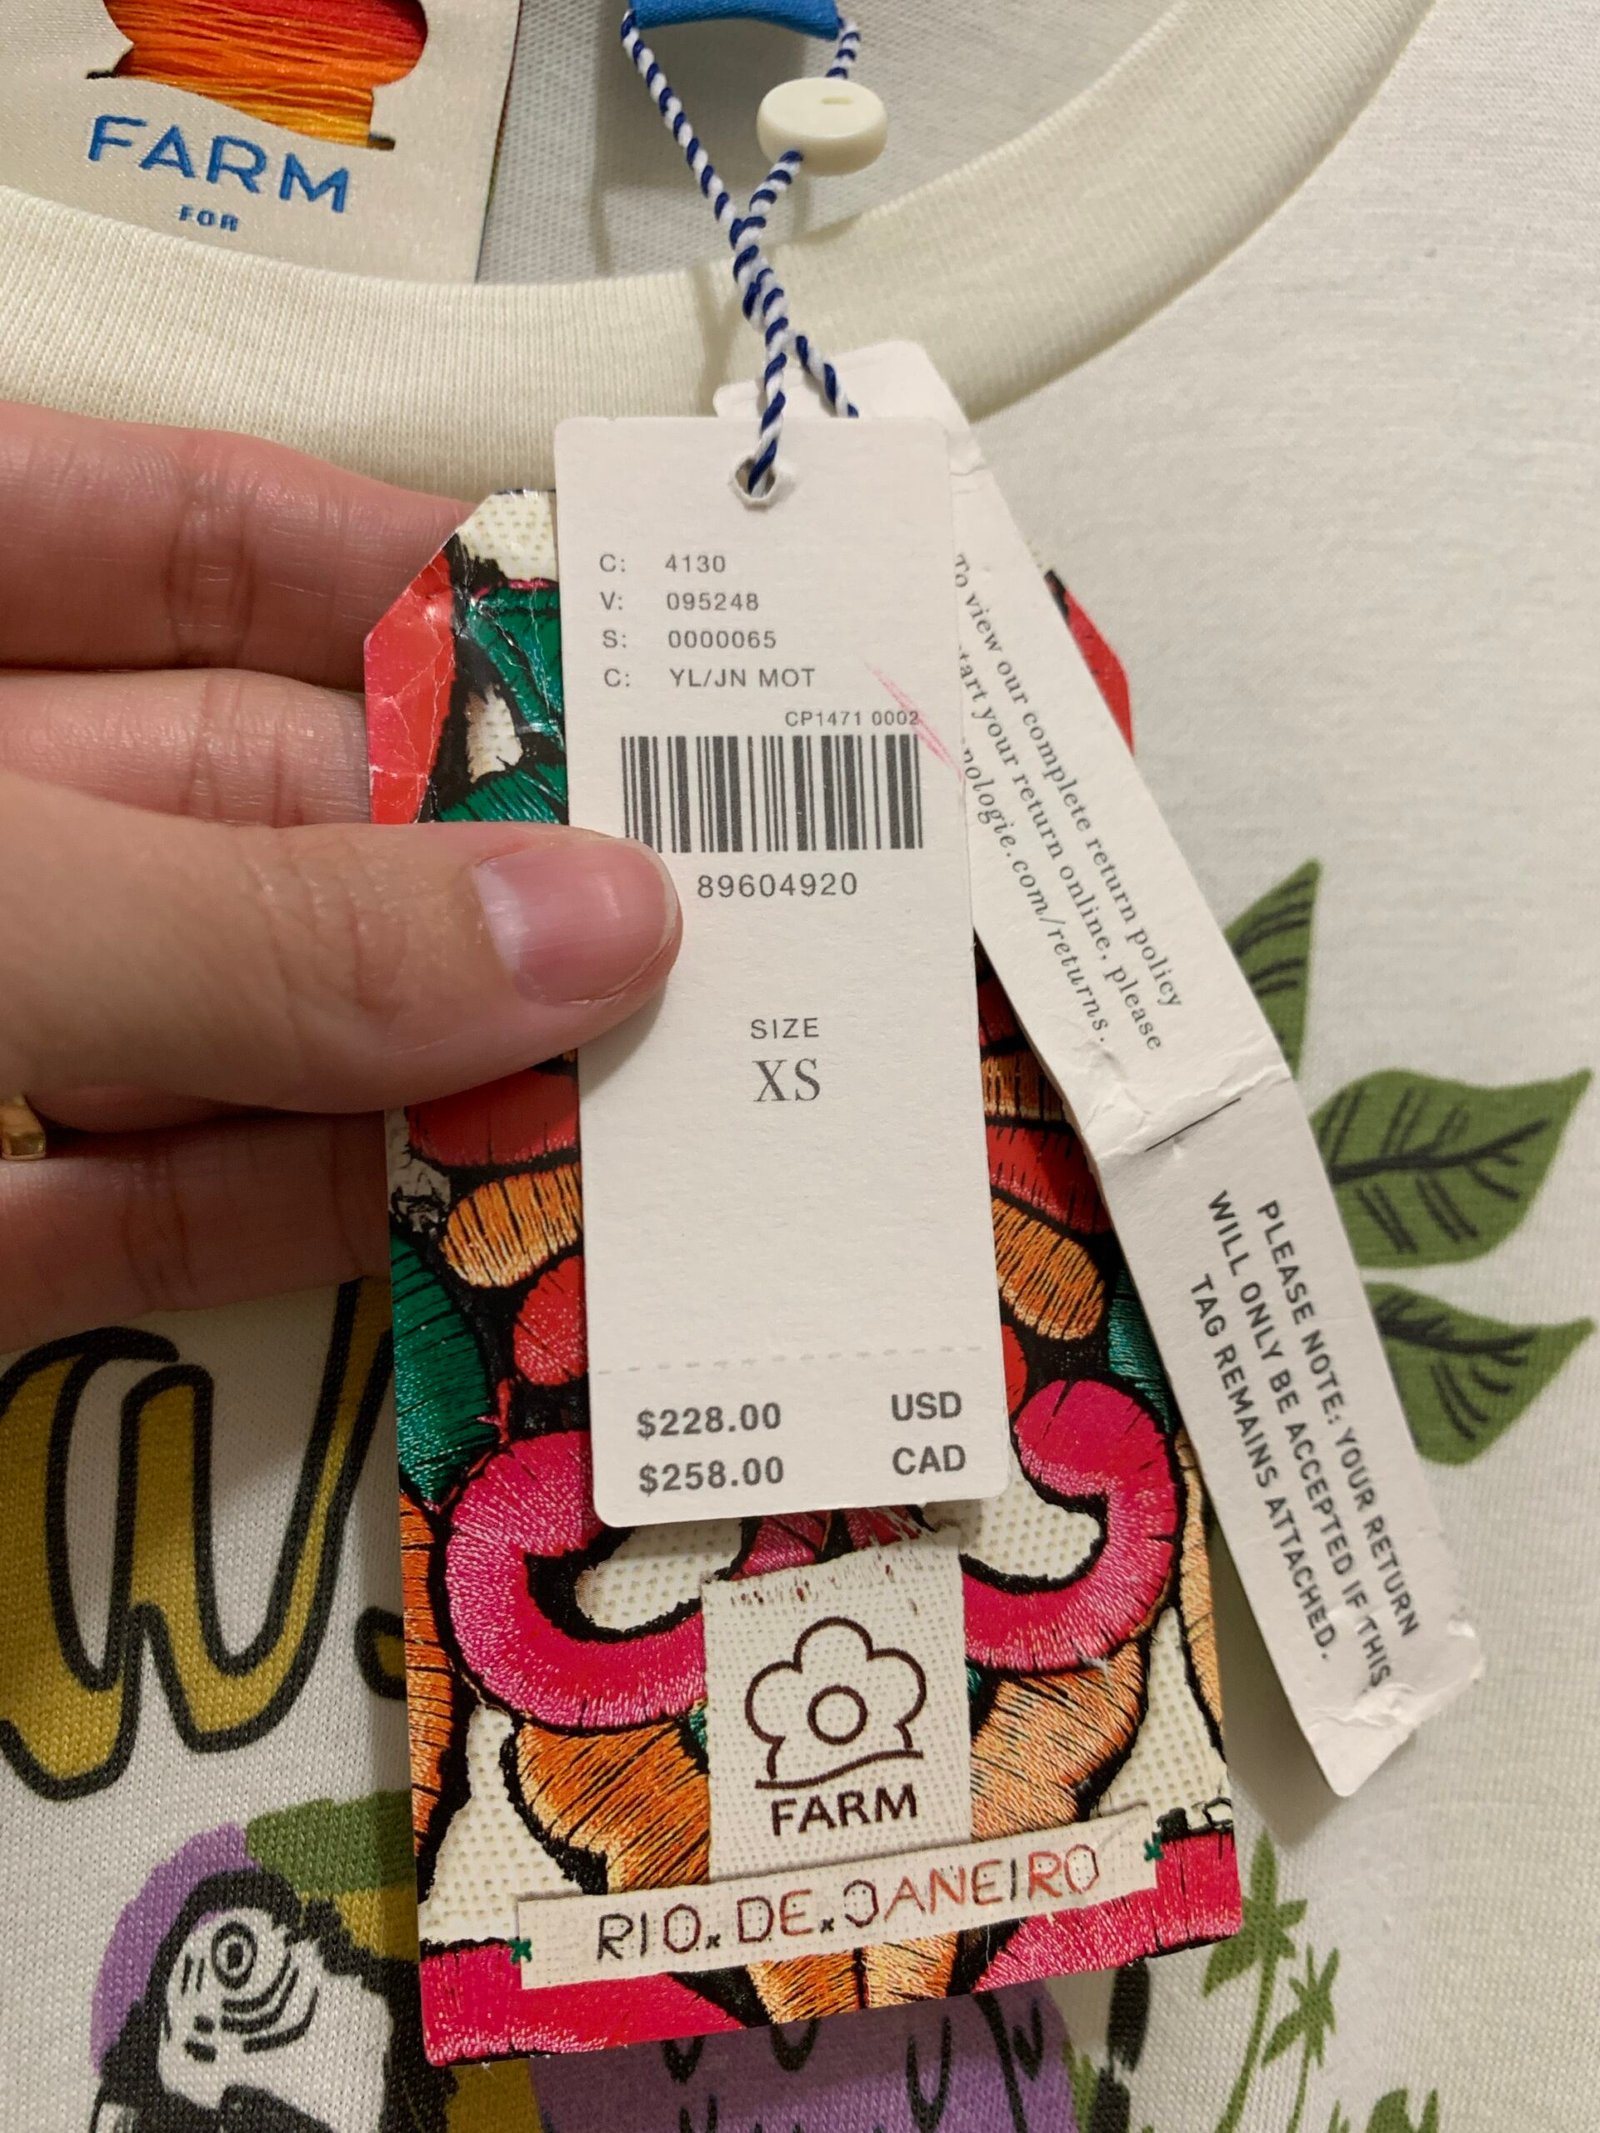 FARM
FOR
C: 4130
V: 095248
S: 0000065
C: YL/JN MOT
CP1471 0002
89604920
SIZE
XS
$228.00 USD
$258.00 CAD
To view our complete return policy
start your return online, please
pologie.com/returns.
PLEASE NOTE: YOUR RETURN
WILL ONLY BE ACCEPTED IF THIS
TAG REMAINS ATTACHED.
FARM
RIO.DE.JANEIRO